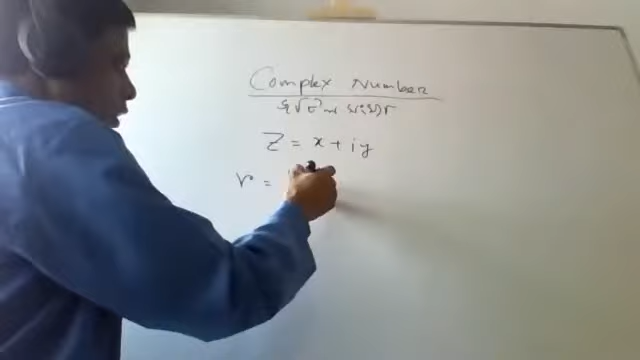 Complex Number
Z = x + iy
r =